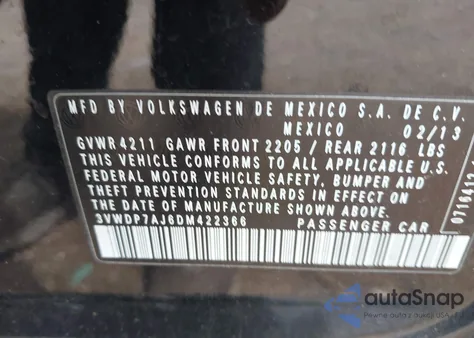 MFD BY VOLKSWAGEN DE MEXICO S.A. DE C.V.
MEXICO 02/13
GVWR 4211 GAWR FRONT 2205 / REAR 2116 LBS
THIS VEHICLE CONFORMS TO ALL APPLICABLE U.S.
FEDERAL MOTOR VEHICLE SAFETY, BUMPER AND
THEFT PREVENTION STANDARDS IN EFFECT ON
THE DATE OF MANUFACTURE SHOWN ABOVE.
3VWDP7AJ6DM422366 PASSENGER CAR
autoSnap